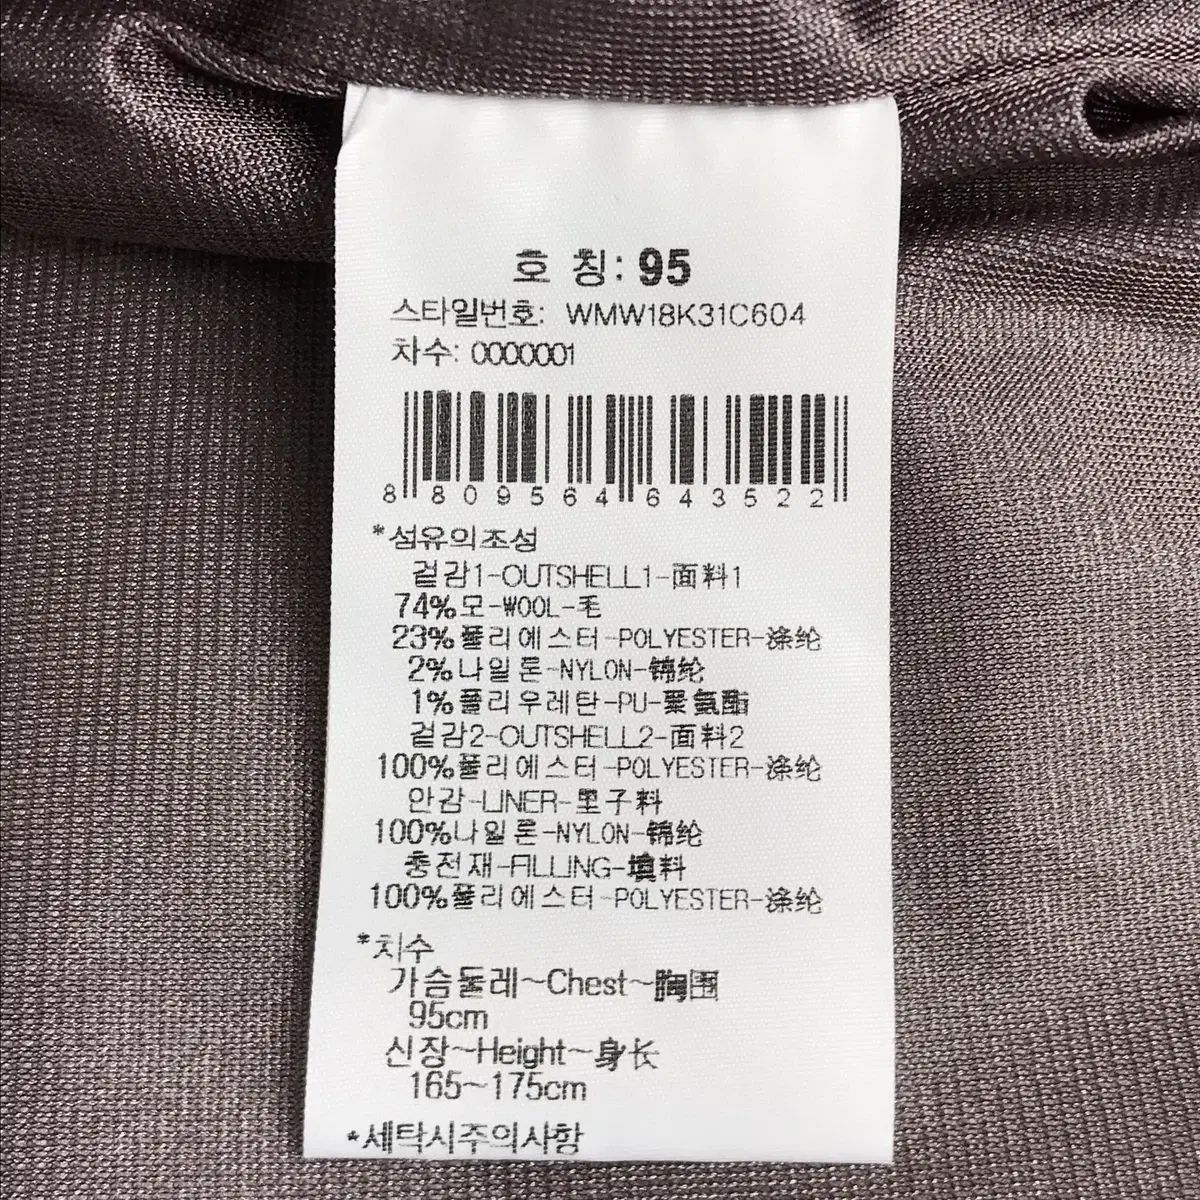 호 칭: 95
스타일번호: WMW18K31C604
차수: 0000001
8 809564 643522
*섬유의조성
겉감1-OUTSHELL1-面料1
74%모-WOOL-毛
23%폴리에스터-POLYESTER-涤纶
2%나일론-NYLON-锦纶
1%폴리우레탄-PU-聚氨酯
겉감2-OUTSHELL2-面料2
100%폴리에스터-POLYESTER-涤纶
안감-LINER-里子料
100%나일론-NYLON-锦纶
충전재-FILLING-填料
100%폴리에스터-POLYESTER-涤纶
*치수
가슴둘레~Chest~胸围
95cm
신장~Height~身长
165~175cm
*세탁시주의사항